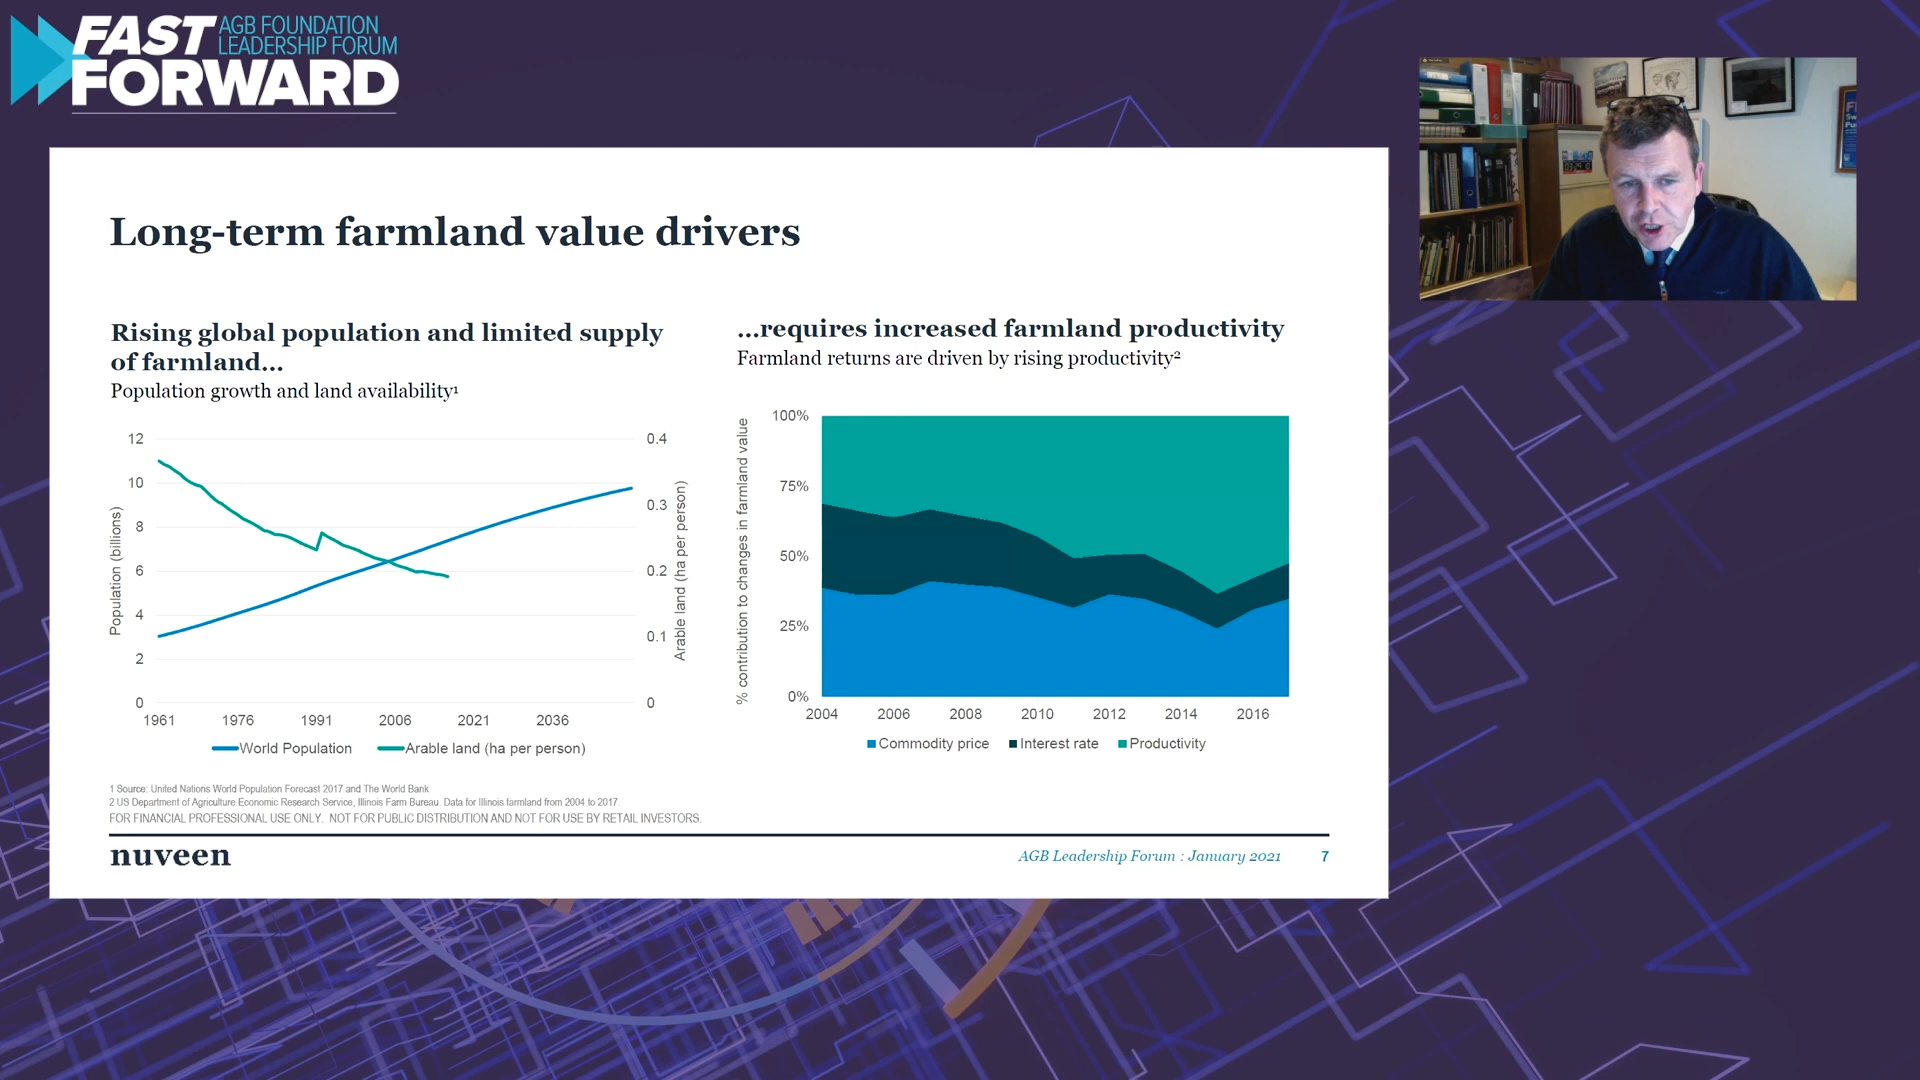 FAST
AGB FOUNDATION
LEADERSHIP FORUM
FORWARD
Long-term farmland value drivers
Rising global population and limited supply
of farmland...
Population growth and land availability¹
12
10
8
6
4
2
0
Population (billions)
0.4
0.3
0.2
0.1
0
Arable land (ha per person)
1961 1976 1991 2006 2021 2036
World Population Arable land (ha per person)
...requires increased farmland productivity
Farmland returns are driven by rising productivity²
% contribution to changes in farmland value
100%
75%
50%
25%
0%
2004 2006 2008 2010 2012 2014 2016
Commodity price Interest rate Productivity
1 Source: United Nations World Population Forecast 2017 and The World Bank
2 US Department of Agriculture Economic Research Service, Illinois Farm Bureau. Data for Illinois farmland from 2004 to 2017.
FOR FINANCIAL PROFESSIONAL USE ONLY. NOT FOR PUBLIC DISTRIBUTION AND NOT FOR USE BY RETAIL INVESTORS.
nuveen
AGB Leadership Forum : January 2021 7